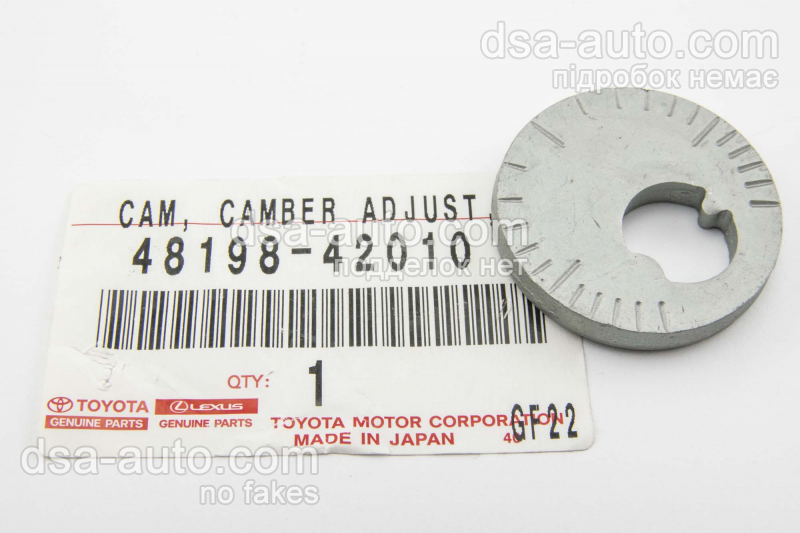 dsa-auto.com
підробок немає
CAM, CAMBER ADJUST,
dsa-auto.com
48198-42010
подделок нет
QTY: 1
TOYOTA LEXUS
GENUINE PARTS GENUINE PARTS
TOYOTA MOTOR CORPORATION
MADE IN JAPAN 40 GF22
dsa-auto.com
no fakes